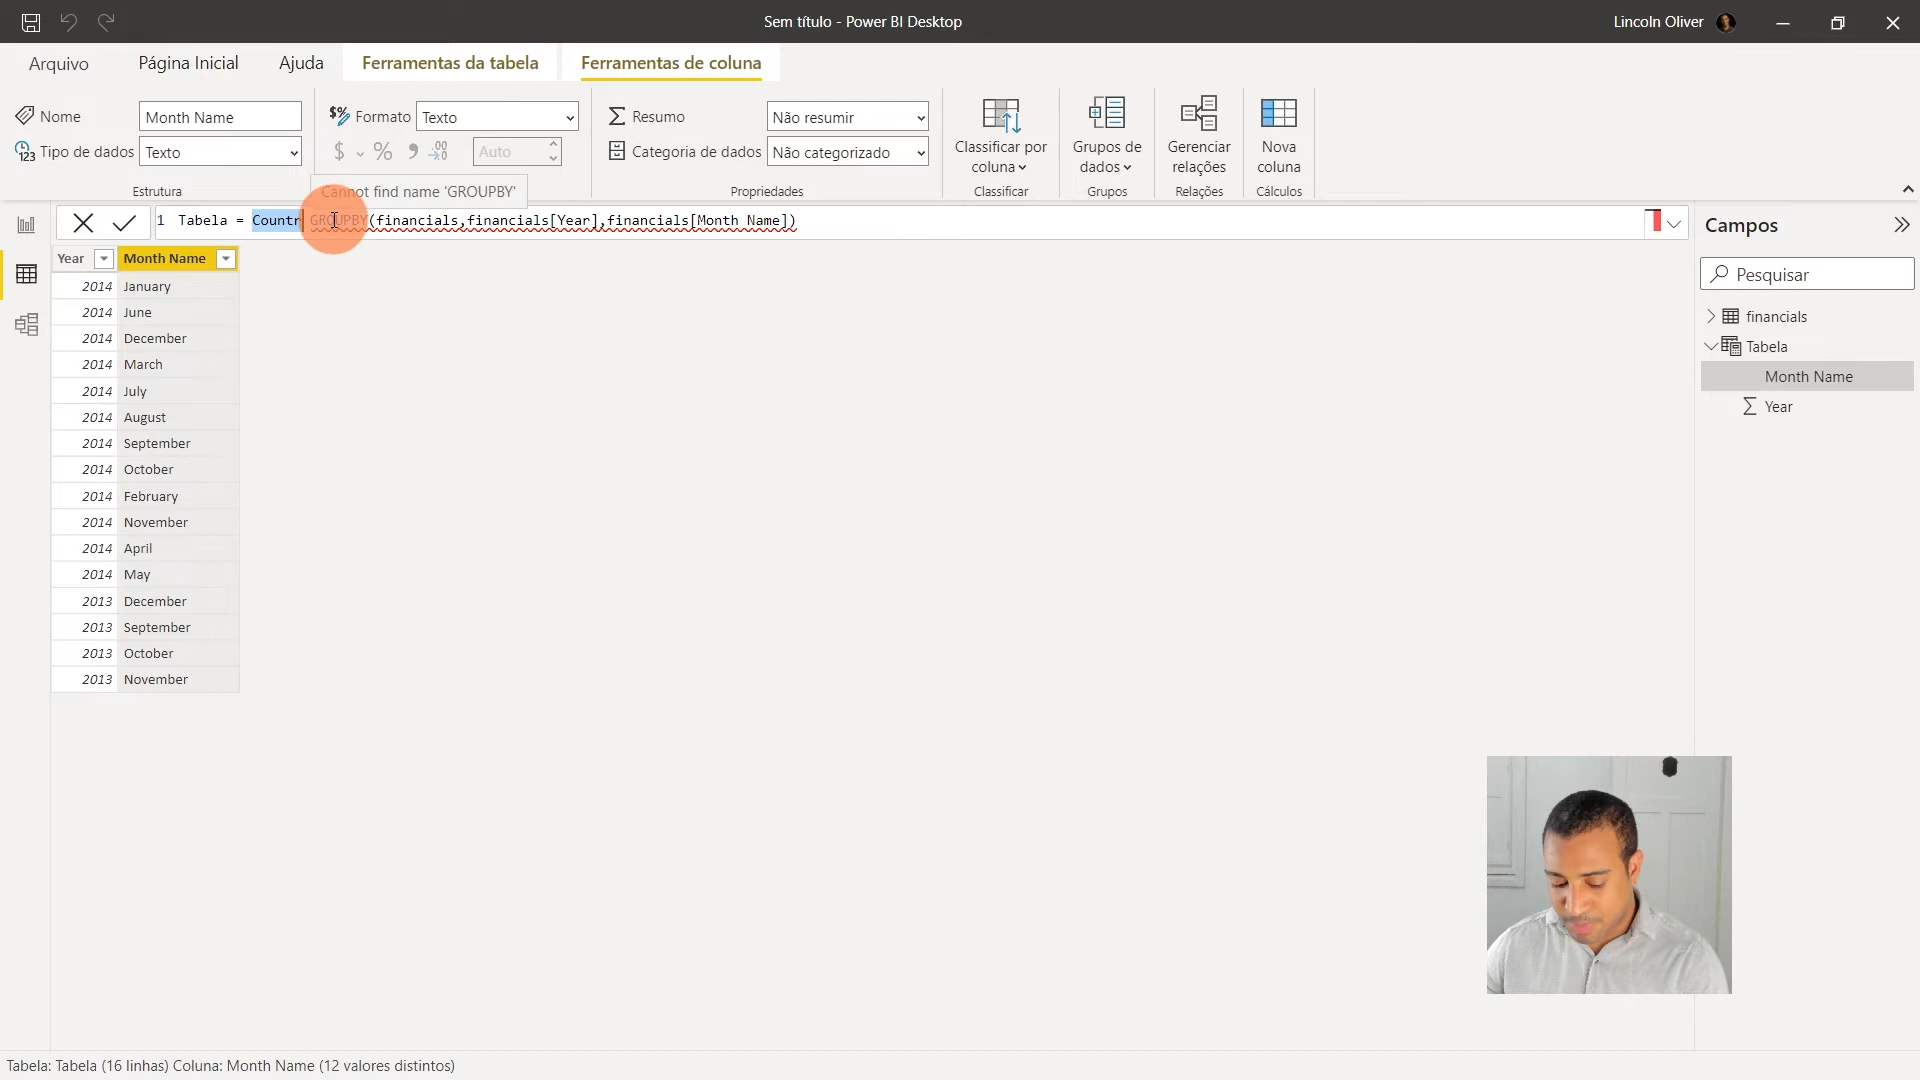 Sem título - Power BI Desktop
Lincoln Oliver
Arquivo
Página Inicial
Ajuda
Ferramentas da tabela
Ferramentas de coluna
Nome
Month Name
Tipo de dados
Texto
Estrutura
Formato
Texto
Auto
Resumo
Não resumir
Categoria de dados
Não categorizado
Propriedades
Classificar por
coluna
Classificar
Grupos de
dados
Grupos
Gerenciar
relações
Relações
Nova
coluna
Cálculos
Cannot find name 'GROUPBY'
1 Tabela = Countr GROUPBY(financials,financials[Year],financials[Month Name])
Year Month Name
2014 January
2014 June
2014 December
2014 March
2014 July
2014 August
2014 September
2014 October
2014 February
2014 November
2014 April
2014 May
2013 December
2013 September
2013 October
2013 November
Campos
Pesquisar
financials
Tabela
Month Name
Year
Tabela: Tabela (16 linhas) Coluna: Month Name (12 valores distintos)